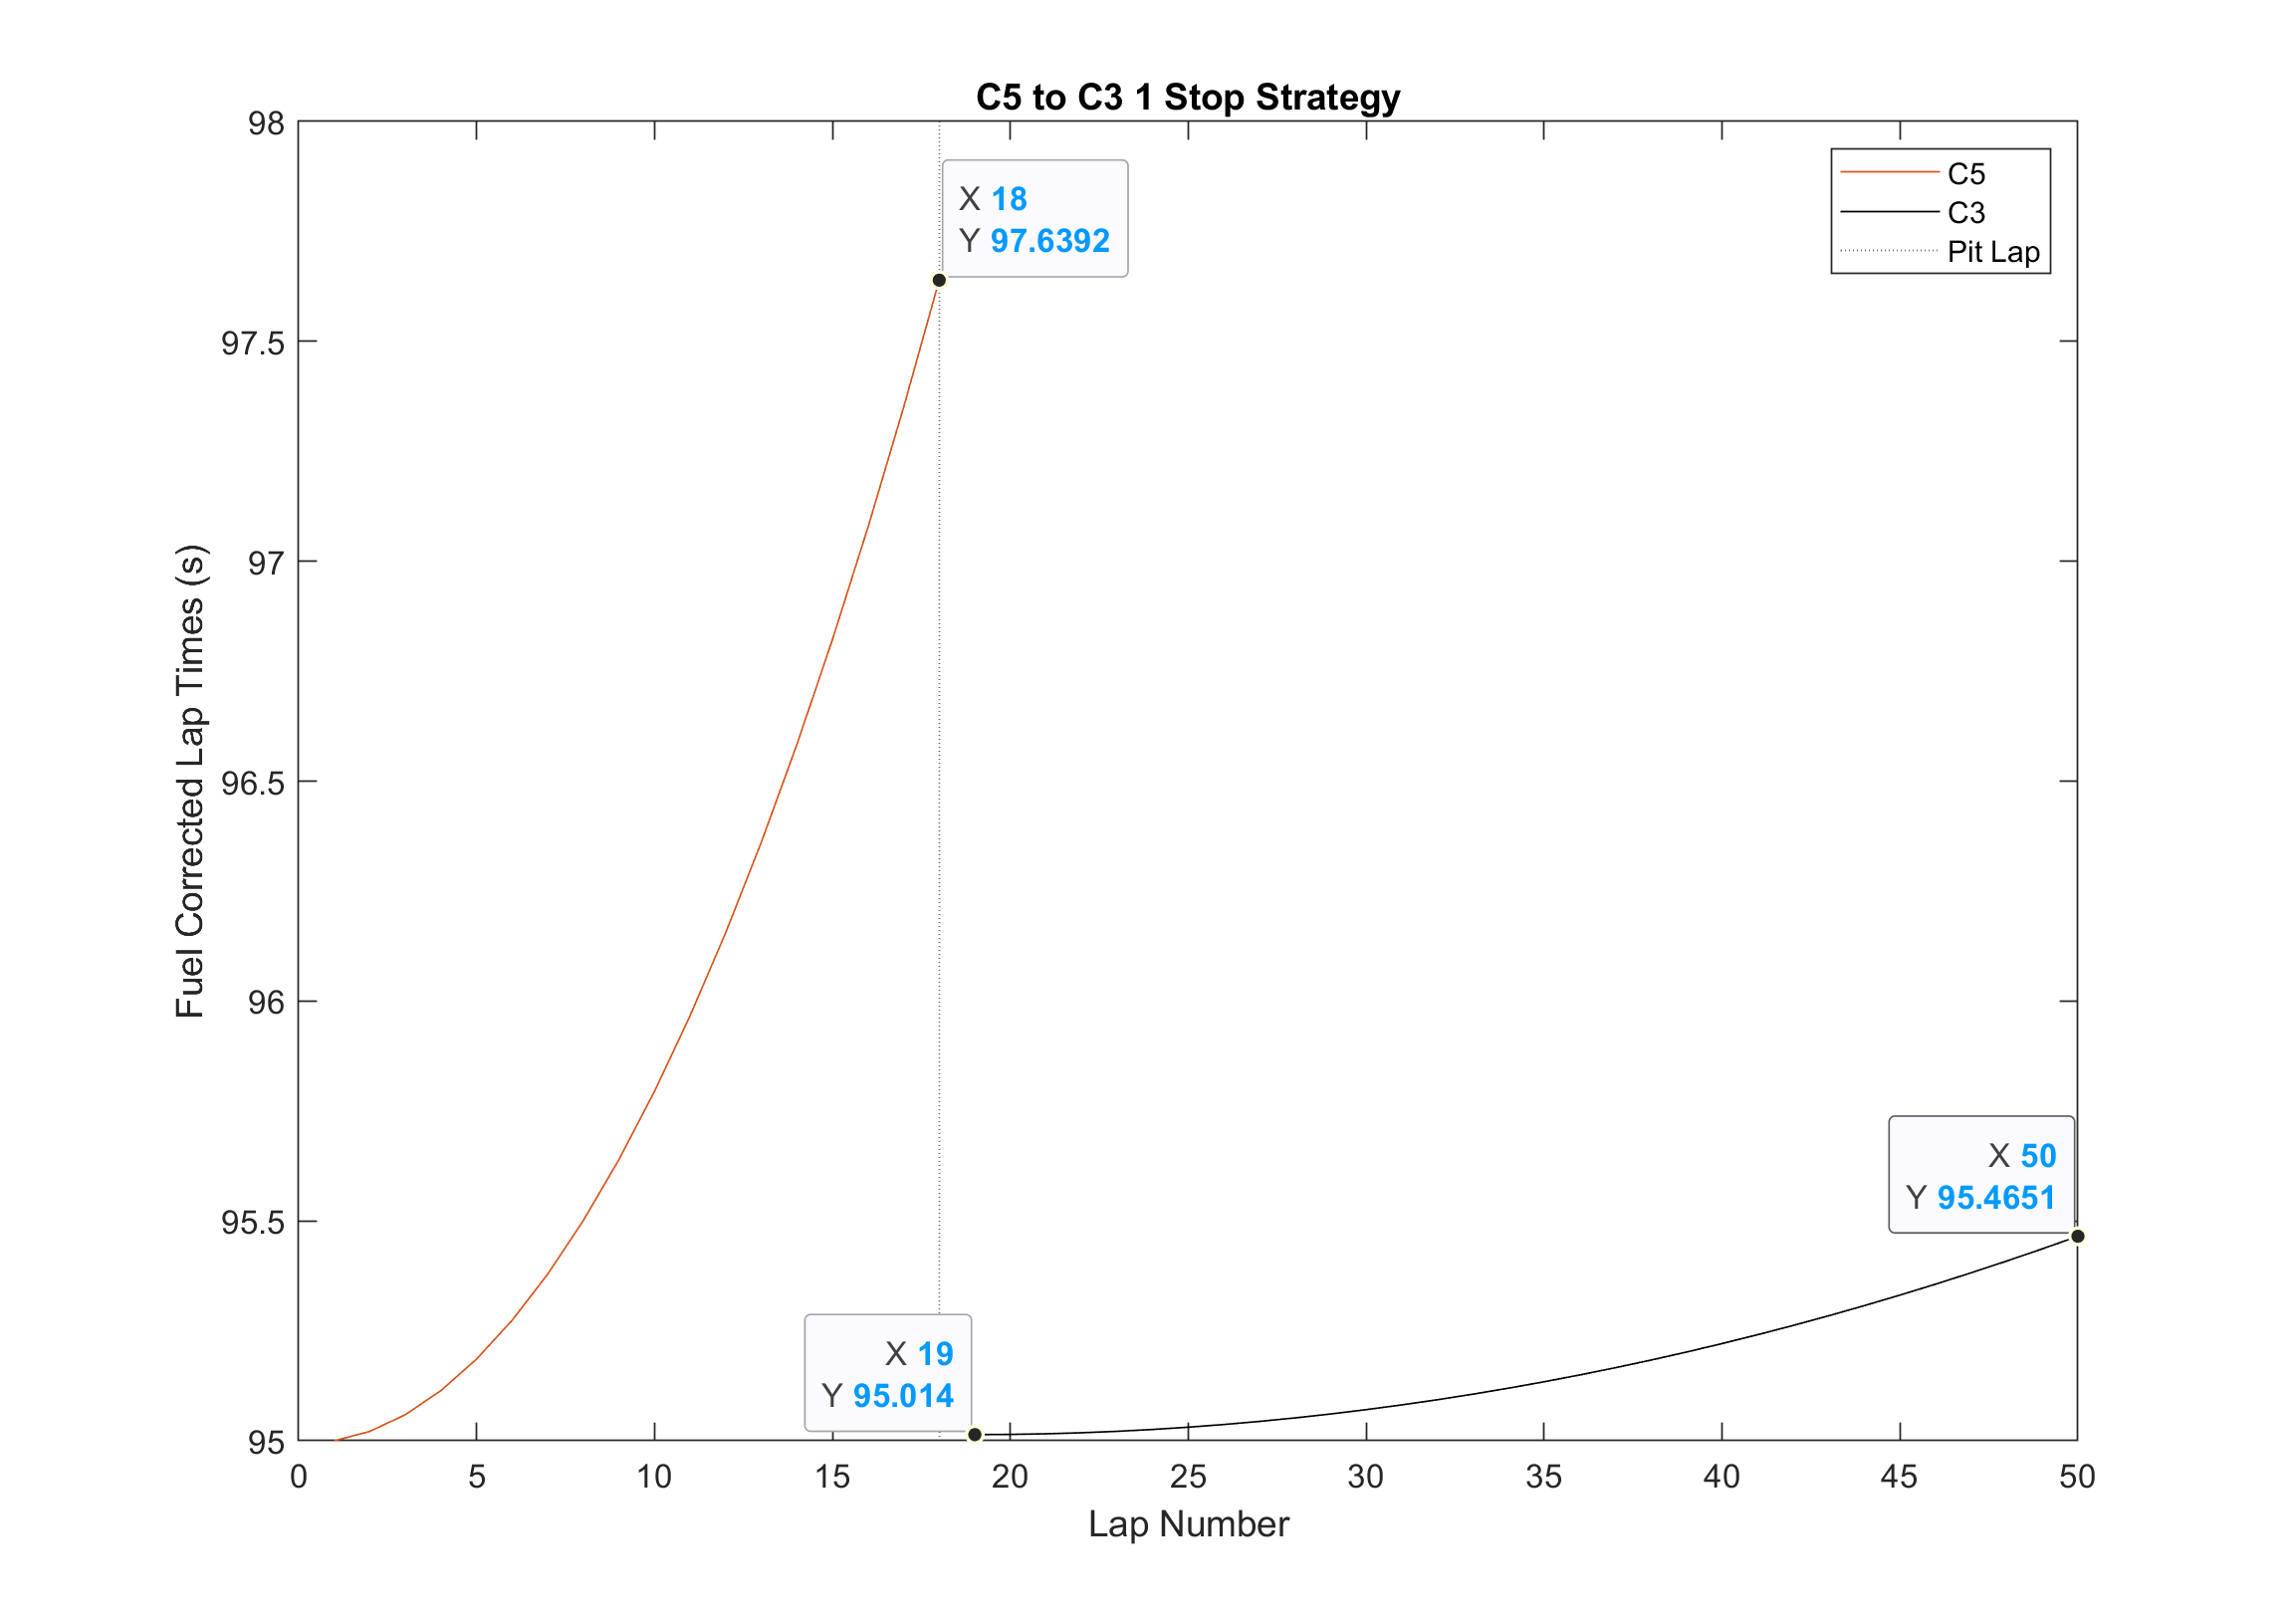 C5 to C3 1 Stop Strategy
98
97.5
97
96.5
96
95.5
95
Fuel Corrected Lap Times (s)
X 18
Y 97.6392
C5
C3
Pit Lap
X 50
Y 95.4651
X 19
Y 95.014
0 5 10 15 20 25 30 35 40 45 50
Lap Number